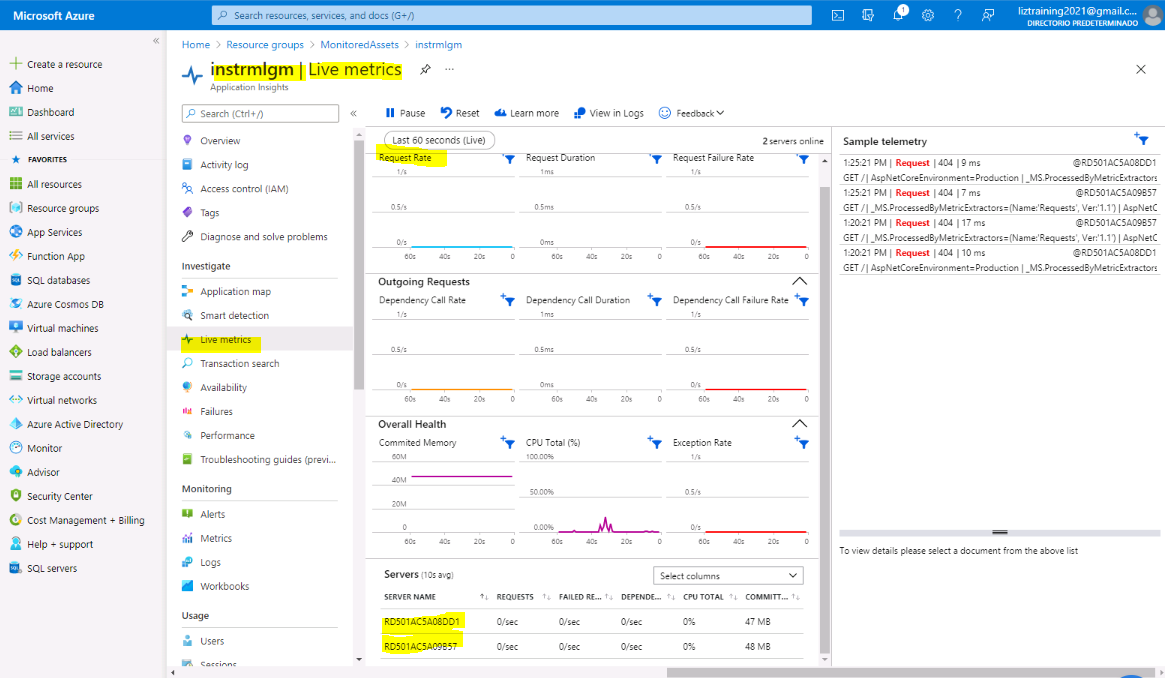 Microsoft Azure
Search resources, services, and docs (G+/)
1
liztraining2021@gmail.c...
DIRECTORIO PREDETERMINADO
«
Create a resource
Home
Dashboard
All services
FAVORITES
All resources
Resource groups
App Services
Function App
SQL databases
Azure Cosmos DB
Virtual machines
Load balancers
Storage accounts
Virtual networks
Azure Active Directory
Monitor
Advisor
Security Center
Cost Management + Billing
Help + support
SQL servers
Home > Resource groups > MonitoredAssets > instrmlgm
instrmlgm | Live metrics
Application Insights
Search (Ctrl+/)
«
Overview
Activity log
Access control (IAM)
Tags
Diagnose and solve problems
Investigate
Application map
Smart detection
Live metrics
Transaction search
Availability
Failures
Performance
Troubleshooting guides (previ...
Monitoring
Alerts
Metrics
Logs
Workbooks
Usage
Users
Sessions
Pause Reset Learn more View in Logs Feedback
Last 60 seconds (Live) 2 servers online
Request Rate Request Duration Request Failure Rate
1/s 1ms 1/s
0.5/s 0.5ms 0.5/s
0/s 0ms 0/s
60s 40s 20s 0 60s 40s 20s 0 60s 40s 20s 0
Outgoing Requests
Dependency Call Rate Dependency Call Duration Dependency Call Failure Rate
1/s 1ms 1/s
0.5/s 0.5ms 0.5/s
0/s 0ms 0/s
60s 40s 20s 0 60s 40s 20s 0 60s 40s 20s 0
Overall Health
Commited Memory CPU Total (%) Exception Rate
60M 100.00% 1/s
40M 50.00% 0.5/s
20M
0 0.00% 0/s
60s 40s 20s 0 60s 40s 20s 0 60s 40s 20s 0
Servers (10s avg) Select columns
SERVER NAME REQUESTS FAILED RE... DEPENDE... CPU TOTAL COMMITT...
RD501AC5A08DD1 0/sec 0/sec 0/sec 0% 47 MB
RD501AC5A09B57 0/sec 0/sec 0/sec 0% 48 MB
Sample telemetry
1:25:21 PM | Request | 404 | 9 ms @RD501AC5A08DD1
GET / | AspNetCoreEnvironment=Production | _MS.ProcessedByMetricExtractors
1:25:21 PM | Request | 404 | 7 ms @RD501AC5A09B57
GET / | _MS.ProcessedByMetricExtractors=(Name:'Requests', Ver:'1.1') | AspNetC
1:20:21 PM | Request | 404 | 17 ms @RD501AC5A09B57
GET / | _MS.ProcessedByMetricExtractors=(Name:'Requests', Ver:'1.1') | AspNetC
1:20:21 PM | Request | 404 | 10 ms @RD501AC5A08DD1
GET / | AspNetCoreEnvironment=Production | _MS.ProcessedByMetricExtractors
To view details please select a document from the above list